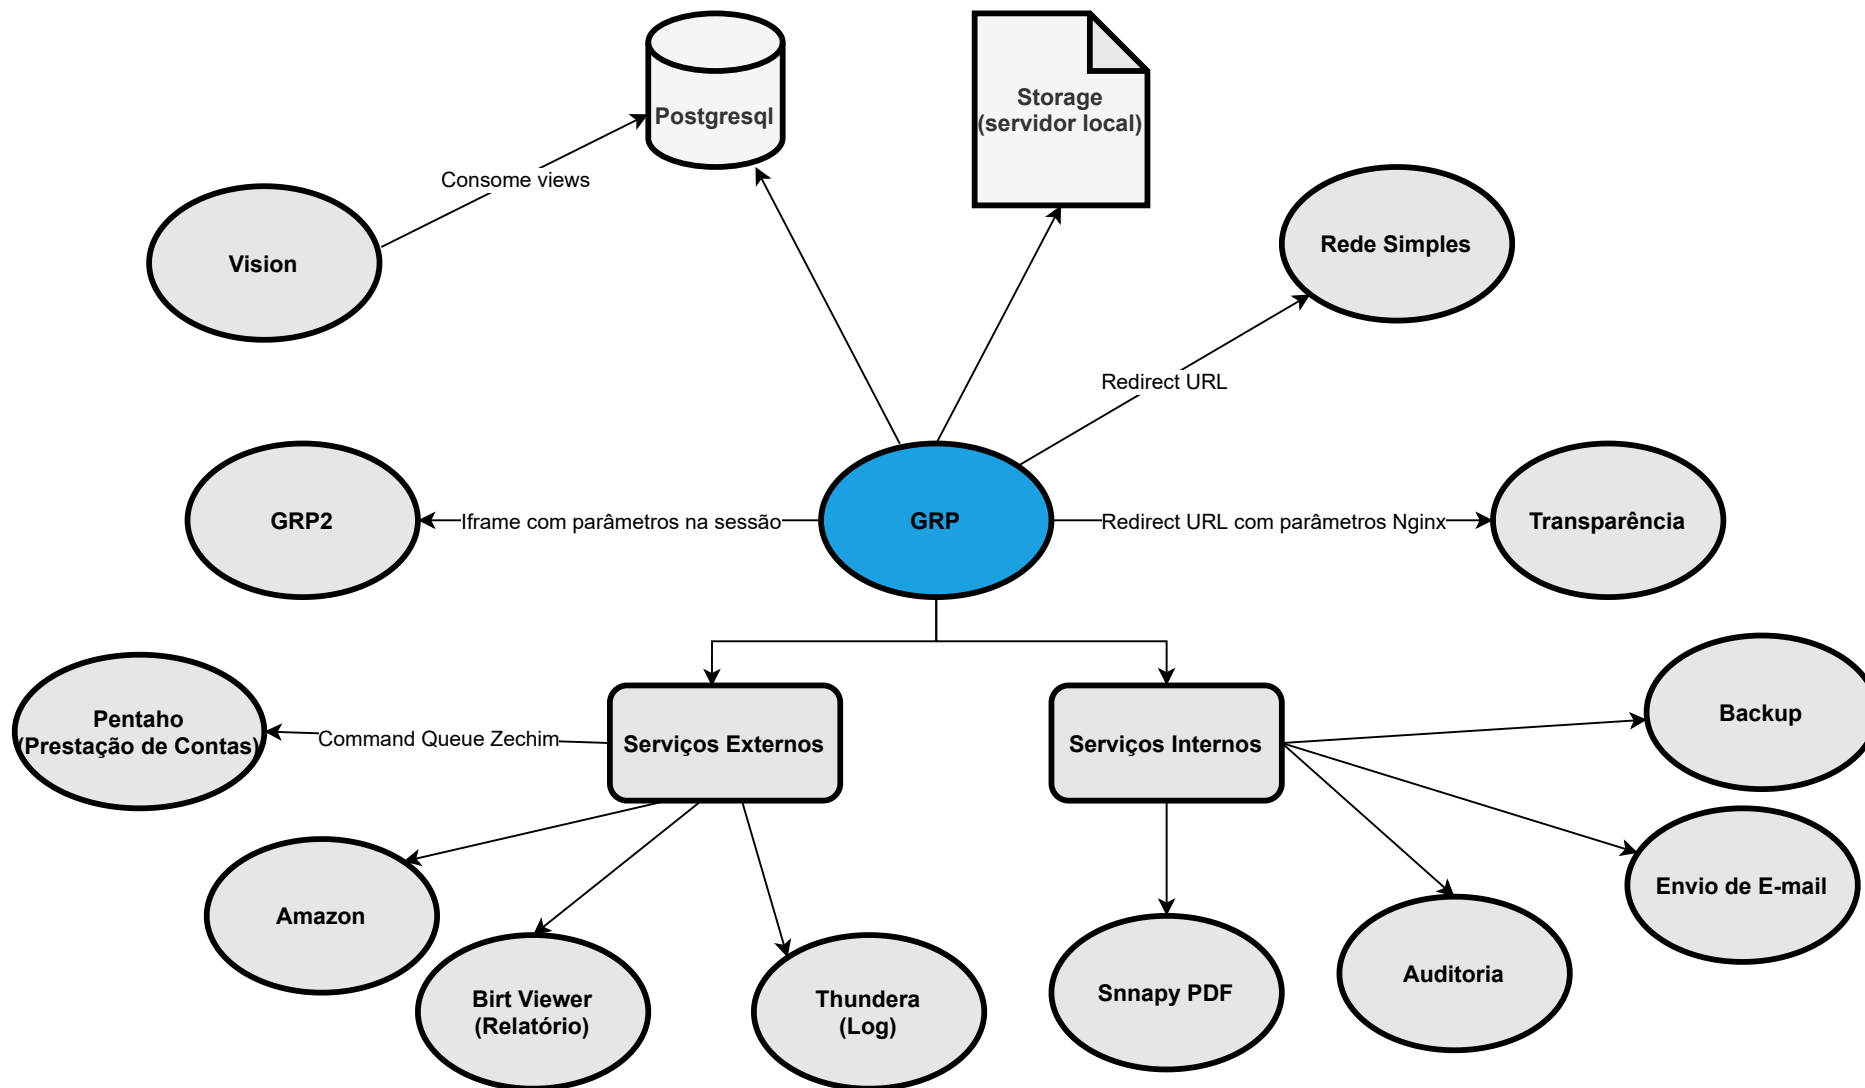 Postgresql
Storage
(servidor local)
Consome views
Vision
Rede Simples
Redirect URL
GRP2
Iframe com parâmetros na sessão
GRP
Redirect URL com parâmetros Nginx
Transparência
Pentaho
(Prestação de Contas)
Command Queue Zechim
Serviços Externos
Serviços Internos
Backup
Amazon
Envio de E-mail
Birt Viewer
(Relatório)
Thundera
(Log)
Snnapy PDF
Auditoria